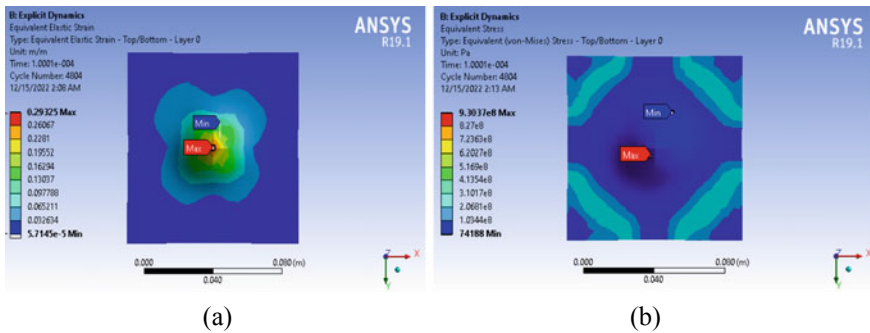 B: Explicit Dynamics
Equivalent Elastic Strain
Type: Equivalent Elastic Strain - Top/Bottom - Layer 0
Unit: m/m
Time: 1.0001e-004
Cycle Number: 4804
12/15/2022 2:08 AM
ANSYS
R19.1
0.29325 Max
0.26067
0.2281
0.19552
0.16294
0.13037
0.097788
0.065211
0.032634
5.7145e-5 Min
Min
Max
0.000
0.080 (m)
0.040
X
Y
Z
(a)
B: Explicit Dynamics
Equivalent Stress
Type: Equivalent (von-Mises) Stress - Top/Bottom - Layer 0
Unit: Pa
Time: 1.0001e-004
Cycle Number: 4804
12/15/2022 2:13 AM
ANSYS
R19.1
9.3037e8 Max
8.27e8
7.2363e8
6.2027e8
5.169e8
4.1354e8
3.1017e8
2.0681e8
1.0344e8
74188 Min
Min
Max
0.000
0.080 (m)
0.040
X
Y
Z
(b)